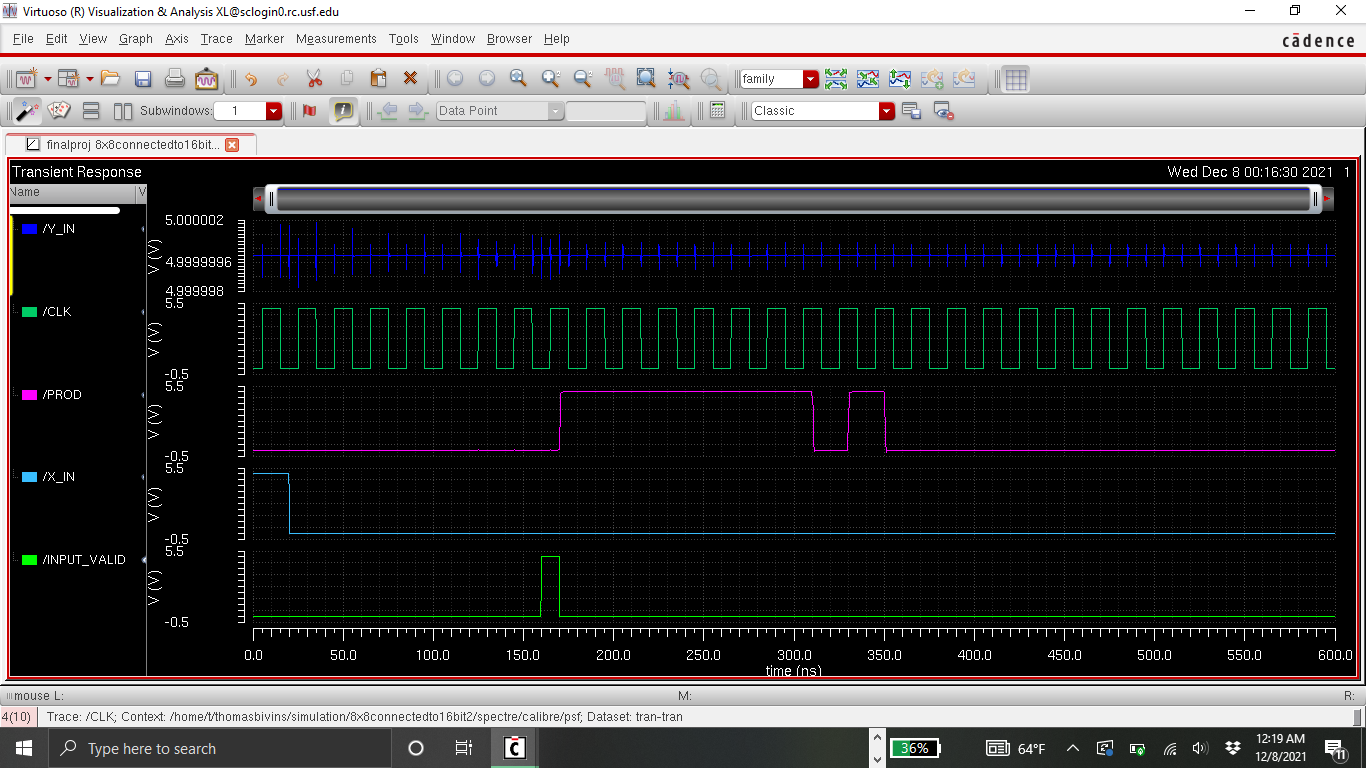 Virtuoso (R) Visualization & Analysis XL@sclogin0.rc.usf.edu
File Edit View Graph Axis Trace Marker Measurements Tools Window Browser Help
cādence
family
Subwindows: 1
Data Point
Classic
finalproj 8x8connectedto16bit...
Transient Response
Wed Dec 8 00:16:30 2021 1
Name V
/Y_IN
5.000002
V (V)
4.9999996
4.999998
/CLK
5.5
V (V)
-0.5
/PROD
5.5
V (V)
-0.5
/X_IN
5.5
V (V)
-0.5
/INPUT_VALID
5.5
V (V)
-0.5
0.0 50.0 100.0 150.0 200.0 250.0 300.0 350.0 400.0 450.0 500.0 550.0 600.0
time (ns)
mouse L: M: R:
4(10) Trace: /CLK; Context: /home/t/thomasbivins/simulation/8x8connectedto16bit2/spectre/calibre/psf; Dataset: tran-tran
Type here to search
36%
64°F
12:19 AM
12/8/2021
11